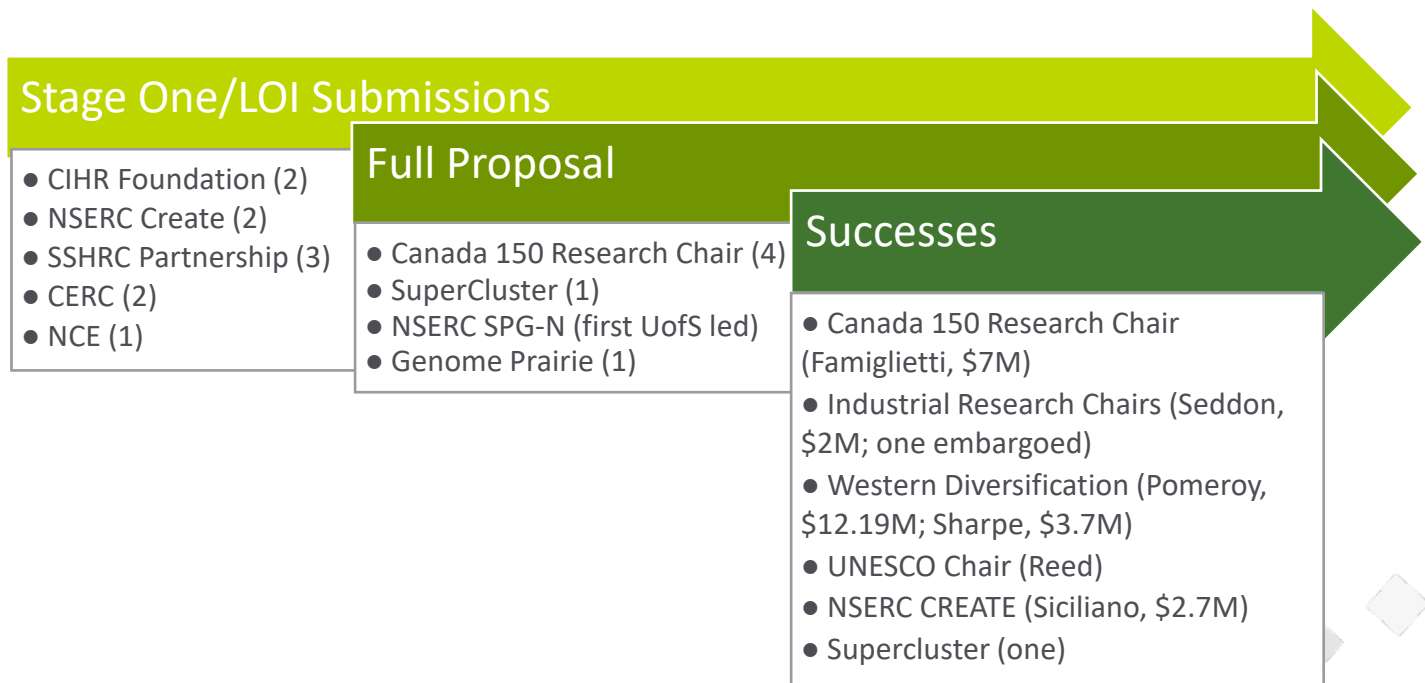 Stage One/LOI Submissions
● CIHR Foundation (2)
● NSERC Create (2)
● SSHRC Partnership (3)
● CERC (2)
● NCE (1)
Full Proposal
● Canada 150 Research Chair (4)
● SuperCluster (1)
● NSERC SPG-N (first UofS led)
● Genome Prairie (1)
Successes
● Canada 150 Research Chair
(Famiglietti, $7M)
● Industrial Research Chairs (Seddon,
$2M; one embargoed)
● Western Diversification (Pomeroy,
$12.19M; Sharpe, $3.7M)
● UNESCO Chair (Reed)
● NSERC CREATE (Siciliano, $2.7M)
● Supercluster (one)